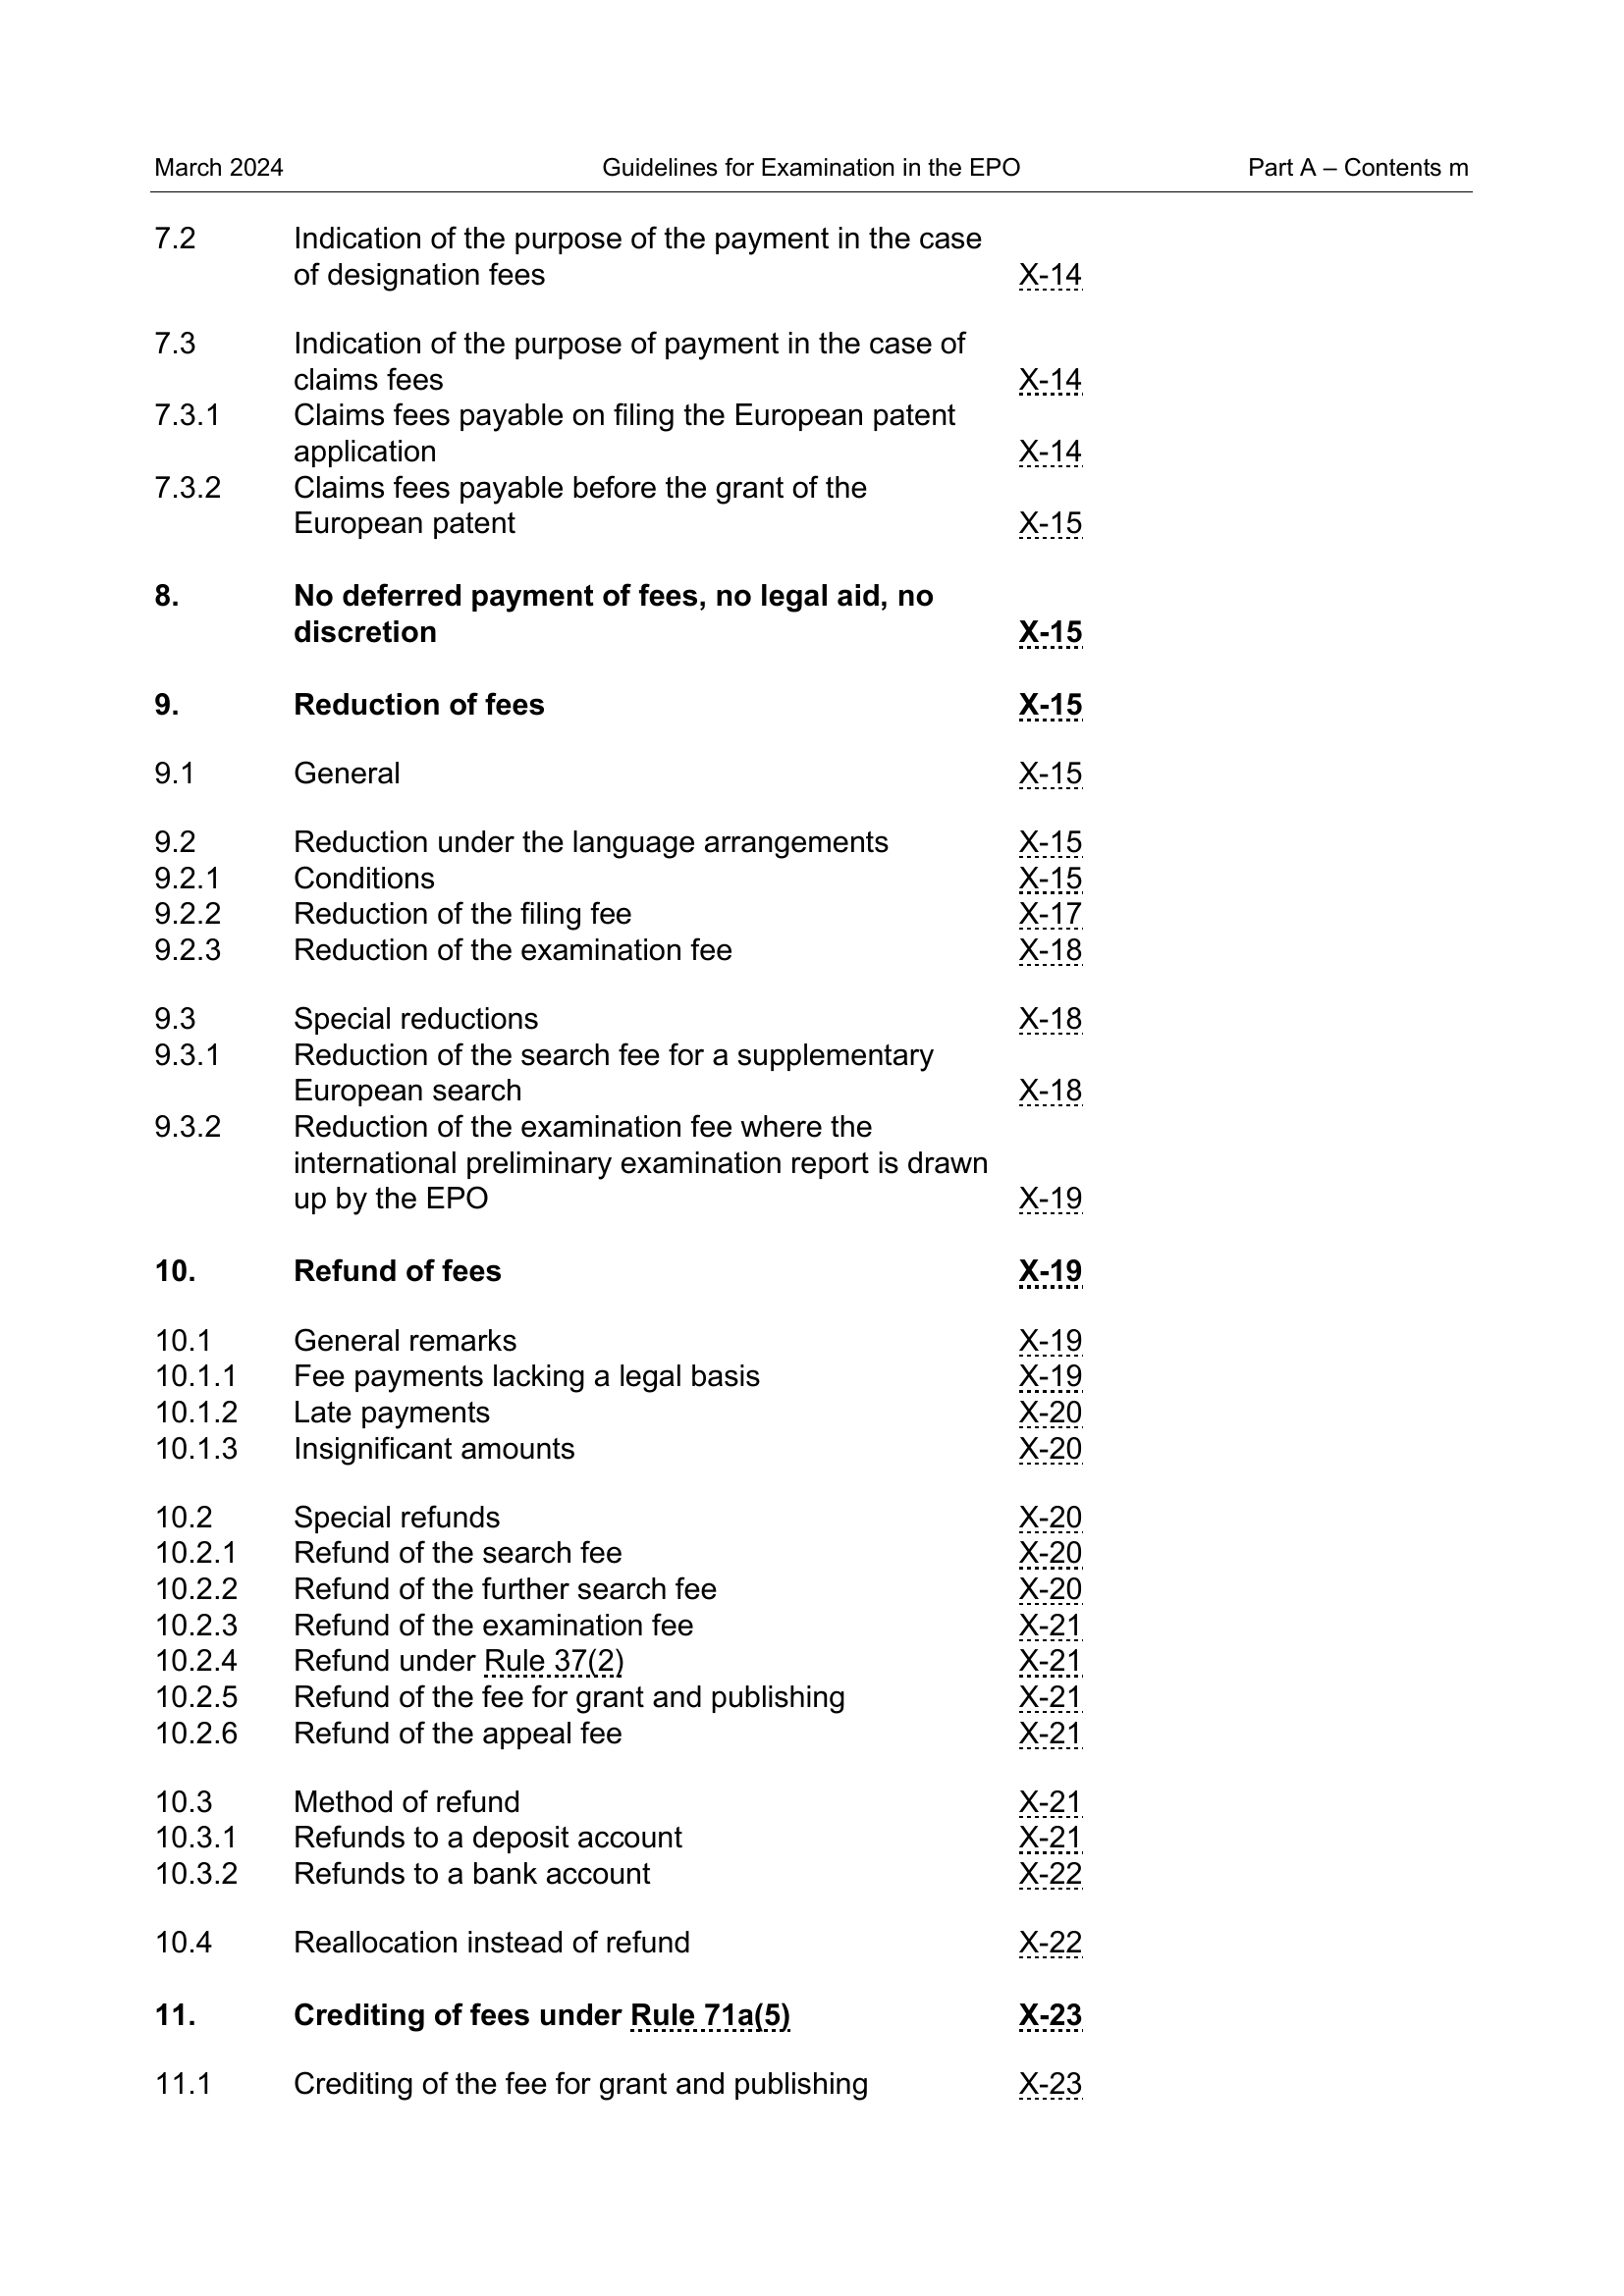 March 2024 Guidelines for Examination in the EPO Part A – Contents m
7.2 Indication of the purpose of the payment in the case
of designation fees X-14
7.3 Indication of the purpose of payment in the case of
claims fees X-14
7.3.1 Claims fees payable on filing the European patent
application X-14
7.3.2 Claims fees payable before the grant of the
European patent X-15
8. No deferred payment of fees, no legal aid, no
discretion X-15
9. Reduction of fees X-15
9.1 General X-15
9.2 Reduction under the language arrangements X-15
9.2.1 Conditions X-15
9.2.2 Reduction of the filing fee X-17
9.2.3 Reduction of the examination fee X-18
9.3 Special reductions X-18
9.3.1 Reduction of the search fee for a supplementary
European search X-18
9.3.2 Reduction of the examination fee where the
international preliminary examination report is drawn
up by the EPO X-19
10. Refund of fees X-19
10.1 General remarks X-19
10.1.1 Fee payments lacking a legal basis X-19
10.1.2 Late payments X-20
10.1.3 Insignificant amounts X-20
10.2 Special refunds X-20
10.2.1 Refund of the search fee X-20
10.2.2 Refund of the further search fee X-20
10.2.3 Refund of the examination fee X-21
10.2.4 Refund under Rule 37(2) X-21
10.2.5 Refund of the fee for grant and publishing X-21
10.2.6 Refund of the appeal fee X-21
10.3 Method of refund X-21
10.3.1 Refunds to a deposit account X-21
10.3.2 Refunds to a bank account X-22
10.4 Reallocation instead of refund X-22
11. Crediting of fees under Rule 71a(5) X-23
11.1 Crediting of the fee for grant and publishing X-23